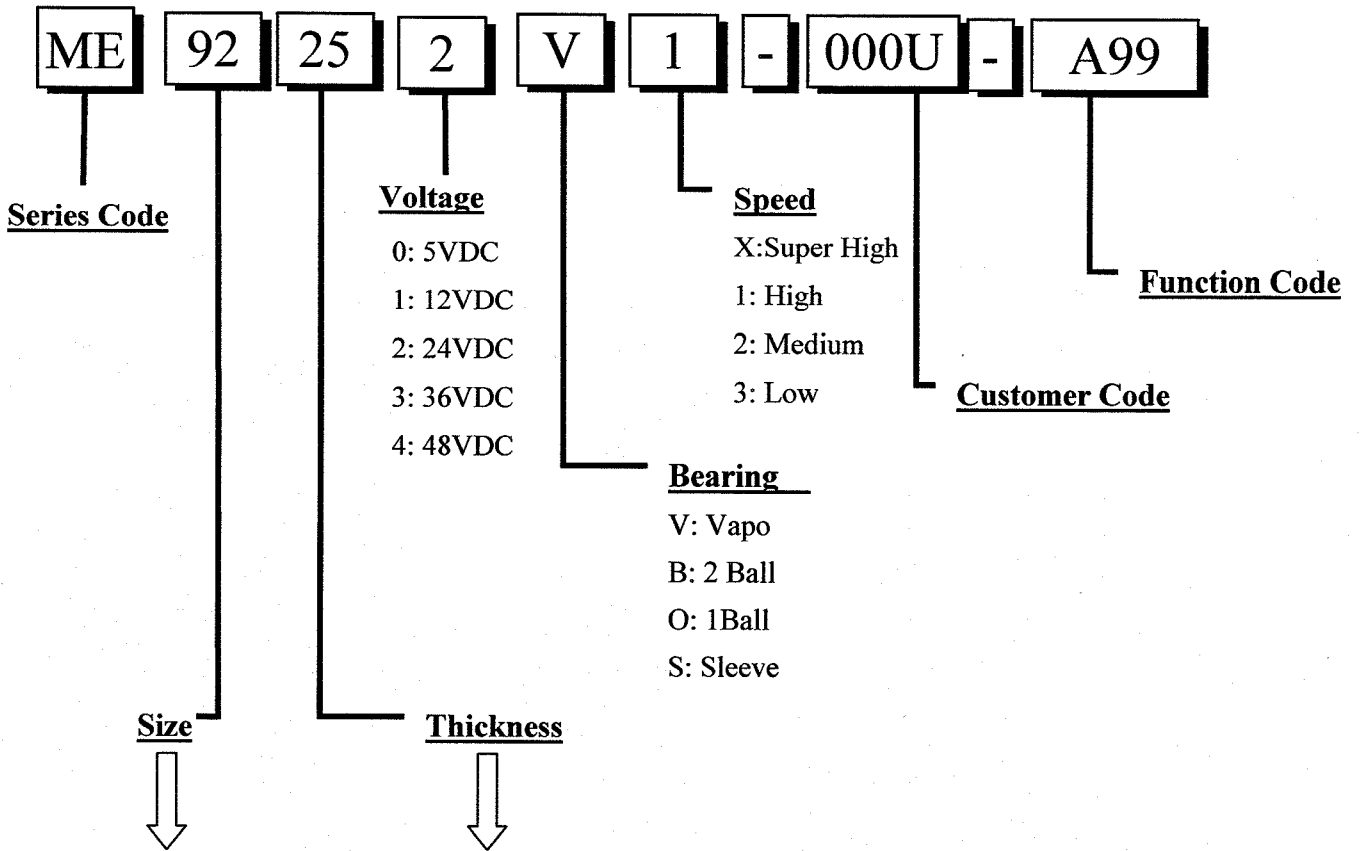 ME 92 25 2 V 1 - 000U - A99
Series Code
Voltage
0: 5VDC
1: 12VDC
2: 24VDC
3: 36VDC
4: 48VDC
Speed
X:Super High
1: High
2: Medium
3: Low
Function Code
Customer Code
Bearing
V: Vapo
B: 2 Ball
O: 1Ball
S: Sleeve
Size
Thickness